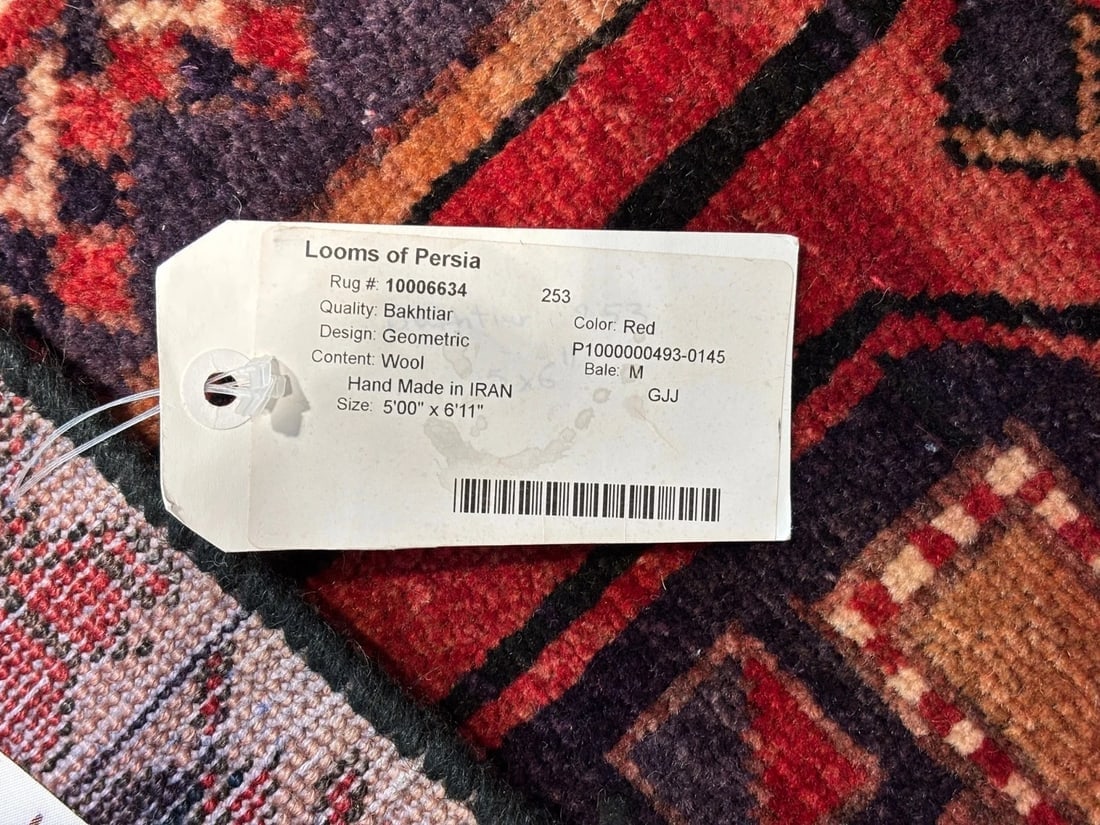 Looms of Persia
Rug #: 10006634
253
Quality: Bakhtiar
Color: Red
Design: Geometric
P1000000493-0145
Content: Wool
Bale: M
Hand Made in IRAN
GJJ
Size: 5'00" x 6'11"